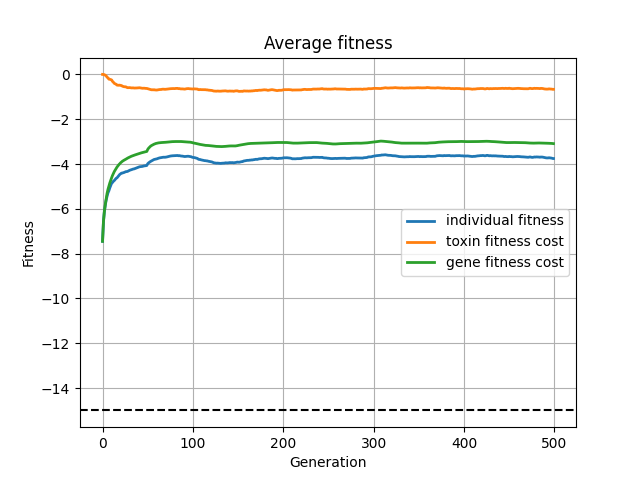 Average fitness
Fitness
0
−2
−4
−6
−8
−10
−12
−14
individual fitness
toxin fitness cost
gene fitness cost
0 100 200 300 400 500
Generation